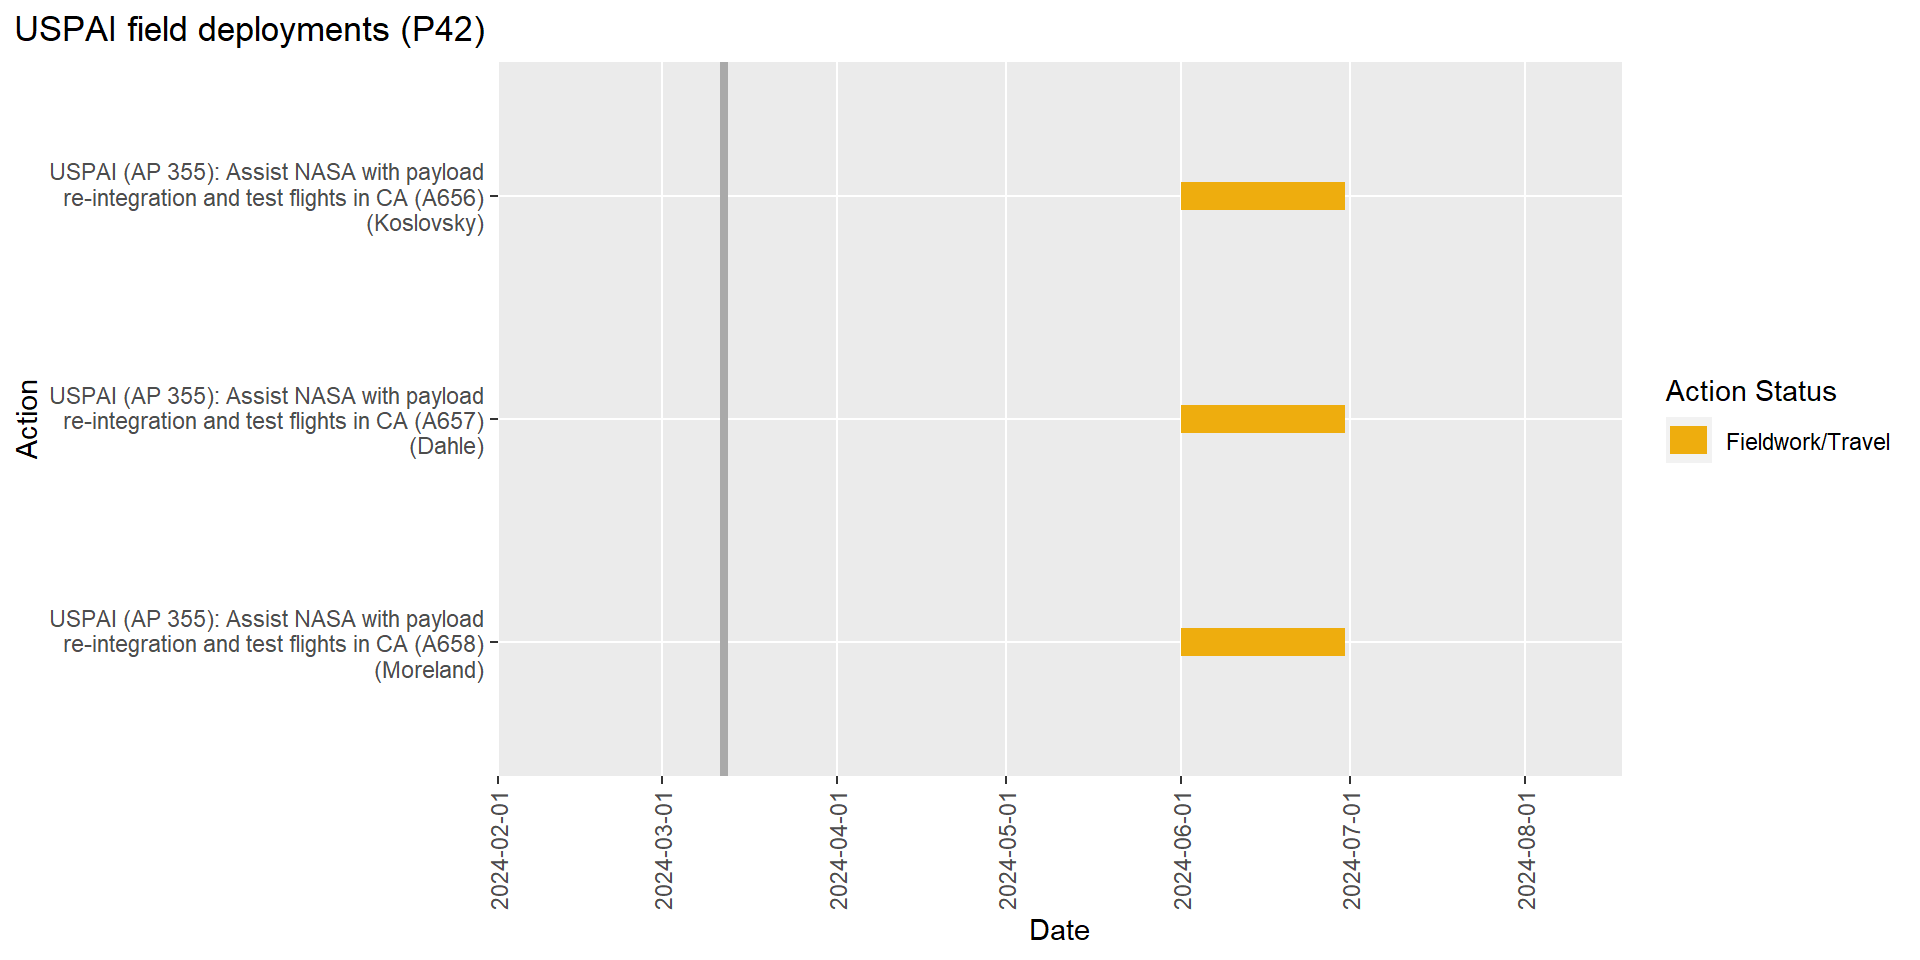 USPAI field deployments (P42)
USPAI (AP 355): Assist NASA with payload
re-integration and test flights in CA (A656)
(Koslovsky)
USPAI (AP 355): Assist NASA with payload
re-integration and test flights in CA (A657)
(Dahle)
USPAI (AP 355): Assist NASA with payload
re-integration and test flights in CA (A658)
(Moreland)
Action
2024-02-01
2024-03-01
2024-04-01
2024-05-01
2024-06-01
2024-07-01
2024-08-01
Date
Action Status
Fieldwork/Travel